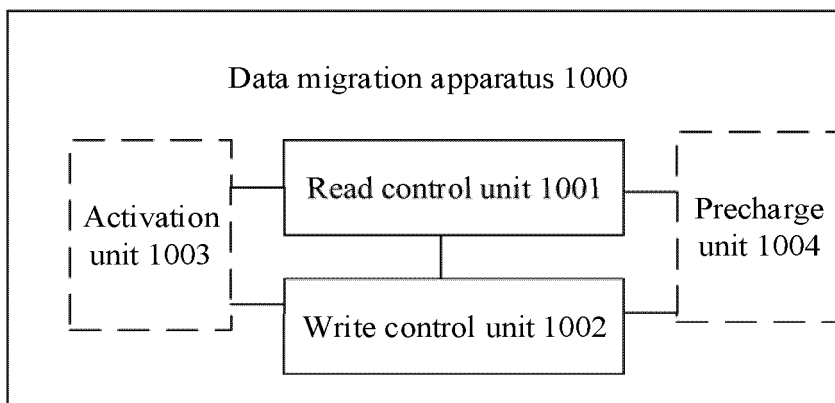 Data migration apparatus 1000
Activation
unit 1003
Read control unit 1001
Write control unit 1002
Precharge
unit 1004